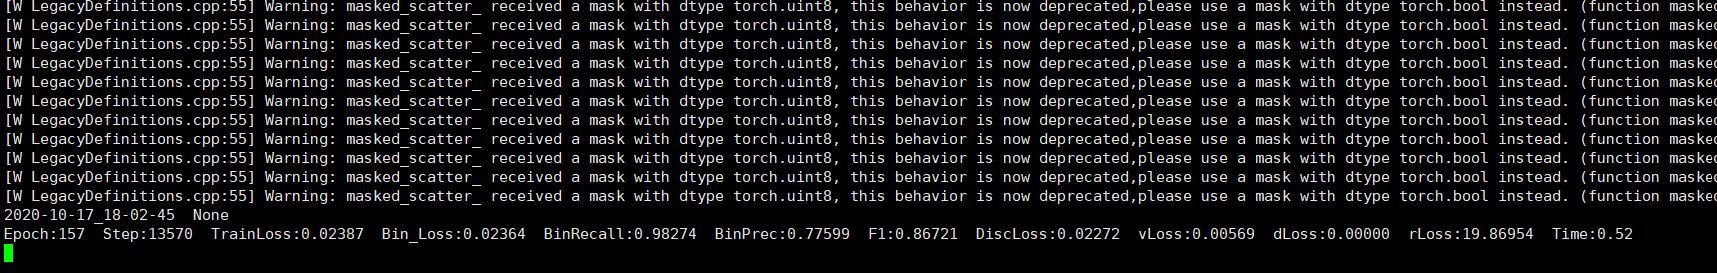 [W LegacyDefinitions.cpp:55] Warning: masked_scatter_ received a mask with dtype torch.uint8, this behavior is now deprecated,please use a mask with dtype torch.bool instead. (function masked
[W LegacyDefinitions.cpp:55] Warning: masked_scatter_ received a mask with dtype torch.uint8, this behavior is now deprecated,please use a mask with dtype torch.bool instead. (function masked
[W LegacyDefinitions.cpp:55] Warning: masked_scatter_ received a mask with dtype torch.uint8, this behavior is now deprecated,please use a mask with dtype torch.bool instead. (function masked
[W LegacyDefinitions.cpp:55] Warning: masked_scatter_ received a mask with dtype torch.uint8, this behavior is now deprecated,please use a mask with dtype torch.bool instead. (function masked
[W LegacyDefinitions.cpp:55] Warning: masked_scatter_ received a mask with dtype torch.uint8, this behavior is now deprecated,please use a mask with dtype torch.bool instead. (function masked
[W LegacyDefinitions.cpp:55] Warning: masked_scatter_ received a mask with dtype torch.uint8, this behavior is now deprecated,please use a mask with dtype torch.bool instead. (function masked
[W LegacyDefinitions.cpp:55] Warning: masked_scatter_ received a mask with dtype torch.uint8, this behavior is now deprecated,please use a mask with dtype torch.bool instead. (function masked
[W LegacyDefinitions.cpp:55] Warning: masked_scatter_ received a mask with dtype torch.uint8, this behavior is now deprecated,please use a mask with dtype torch.bool instead. (function masked
[W LegacyDefinitions.cpp:55] Warning: masked_scatter_ received a mask with dtype torch.uint8, this behavior is now deprecated,please use a mask with dtype torch.bool instead. (function masked
[W LegacyDefinitions.cpp:55] Warning: masked_scatter_ received a mask with dtype torch.uint8, this behavior is now deprecated,please use a mask with dtype torch.bool instead. (function masked
[W LegacyDefinitions.cpp:55] Warning: masked_scatter_ received a mask with dtype torch.uint8, this behavior is now deprecated,please use a mask with dtype torch.bool instead. (function masked
2020-10-17_18-02-45  None
Epoch:157  Step:13570  TrainLoss:0.02387  Bin_Loss:0.02364  BinRecall:0.98274  BinPrec:0.77599  F1:0.86721  DiscLoss:0.02272  vLoss:0.00569  dLoss:0.00000  rLoss:19.86954  Time:0.52